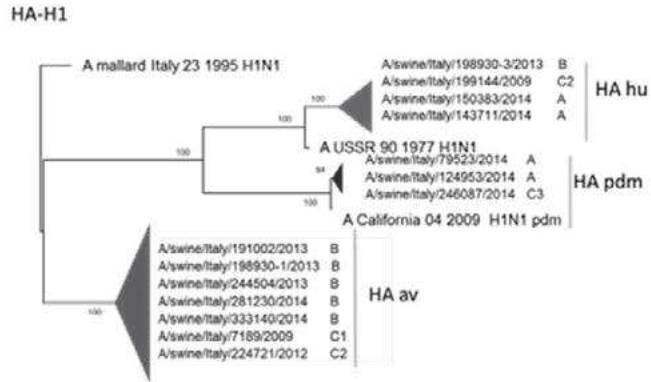 HA-H1
A mallard Italy 23 1995 H1N1
A/swine/Italy/198930-3/2013 B
A/swine/Italy/199144/2009 C2
A/swine/Italy/150383/2014 A
A/swine/Italy/143711/2014 A
HA hu
100
100
A USSR 90 1977 H1N1
100
A/swine/Italy/79523/2014 A
A/swine/Italy/124953/2014 A
A/swine/Italy/246087/2014 C3
HA pdm
94
100
A California 04 2009 H1N1 pdm
A/swine/Italy/191002/2013 B
A/swine/Italy/198930-1/2013 B
A/swine/Italy/244504/2013 B
A/swine/Italy/281230/2014 B
A/swine/Italy/333140/2014 B
A/swine/Italy/7189/2009 C1
A/swine/Italy/224721/2012 C2
HA av
100